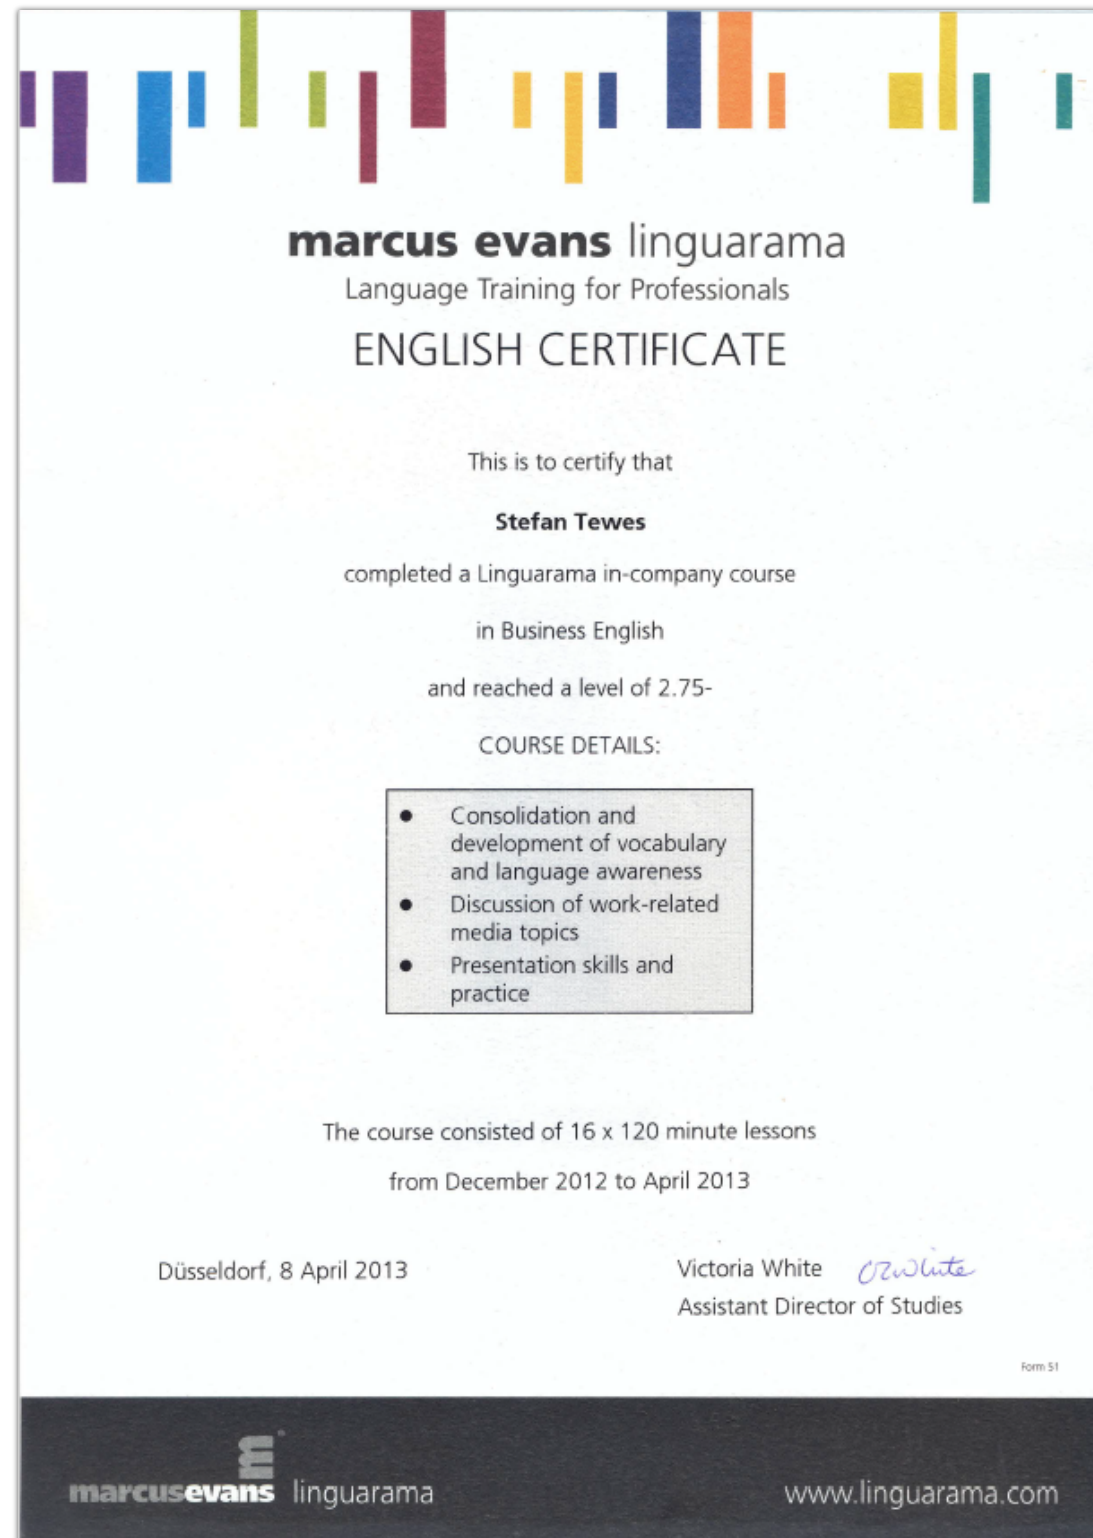 marcus evans linguarama
Language Training for Professionals
ENGLISH CERTIFICATE
This is to certify that
Stefan Tewes
completed a Linguarama in-company course
in Business English
and reached a level of 2.75-
COURSE DETAILS:
● Consolidation and
development of vocabulary
and language awareness
● Discussion of work-related
media topics
● Presentation skills and
practice
The course consisted of 16 x 120 minute lessons
from December 2012 to April 2013
Düsseldorf, 8 April 2013
Victoria White
Assistant Director of Studies
Form 51
marcusevans linguarama
www.linguarama.com